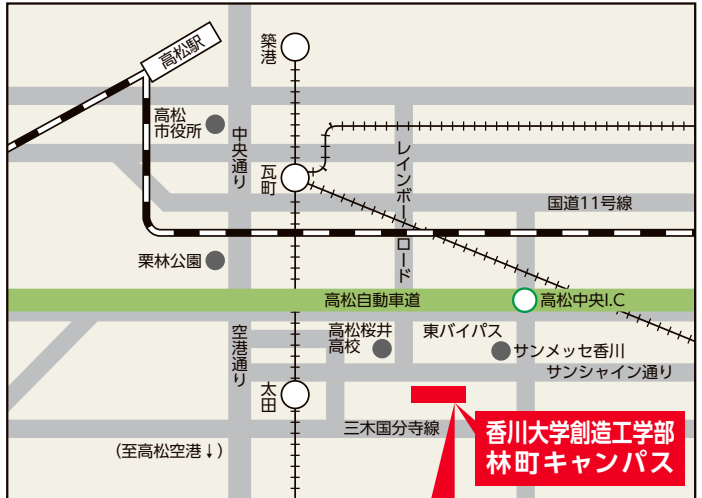 高松駅
築港
高松
市役所
中央通り
瓦町
レインボーロード
国道11号線
栗林公園
高松自動車道
高松中央I.C
空港通り
高松桜井
高校
東バイパス
サンメッセ香川
サンシャイン通り
太田
三木国分寺線
(至高松空港↓)
香川大学創造工学部
林町キャンパス